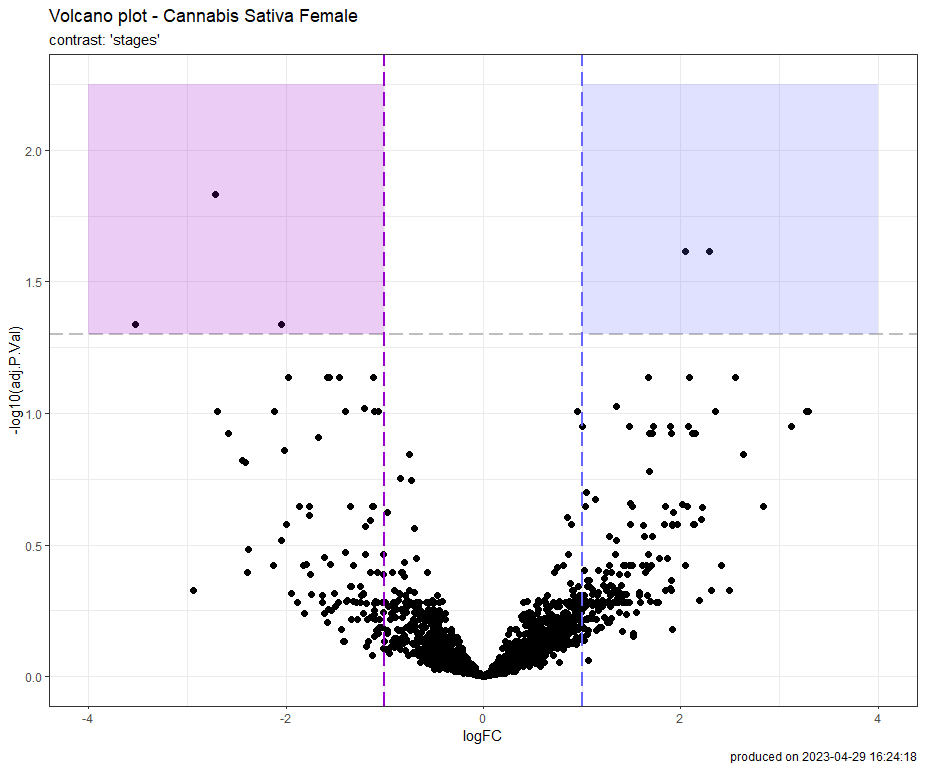 Volcano plot - Cannabis Sativa Female
contrast: 'stages'
-log10(adj.P.Val)
2.0
1.5
1.0
0.5
0.0
-4 -2 0 2 4
logFC
produced on 2023-04-29 16:24:18